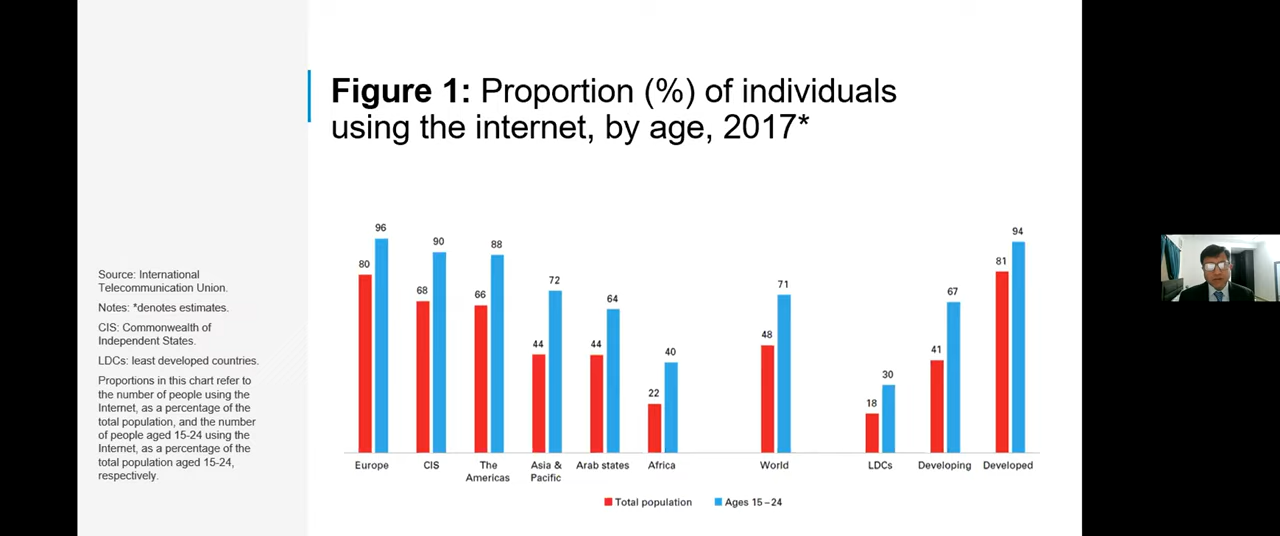 Figure 1: Proportion (%) of individuals
using the internet, by age, 2017*
Source: International
Telecommunication Union.
Notes: *denotes estimates.
CIS: Commonwealth of
Independent States.
LDCs: least developed countries.
Proportions in this chart refer to
the number of people using the
Internet, as a percentage of the
total population, and the number
of people aged 15-24 using the
Internet, as a percentage of the
total population aged 15-24,
respectively.
80 96
68 90
66 88
44 72
44 64
22 40
48 71
18 30
41 67
81 94
Europe
CIS
The
Americas
Asia &
Pacific
Arab states
Africa
World
LDCs
Developing
Developed
Total population
Ages 15–24